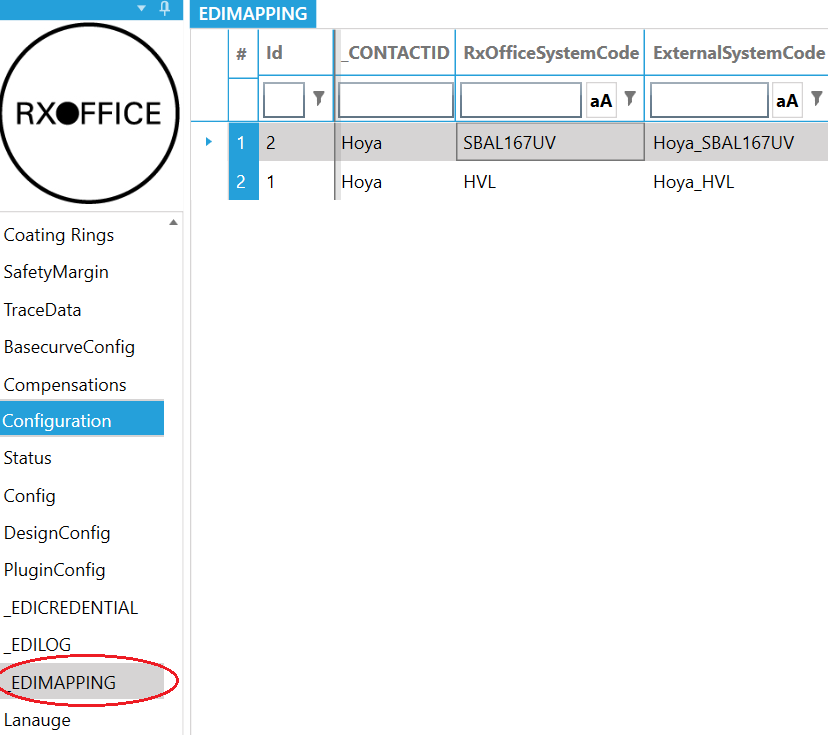 EDIMAPPING
# Id _CONTACTID RxOfficeSystemCode ExternalSystemCode
aA aA
1 2 Hoya SBAL167UV Hoya_SBAL167UV
2 1 Hoya HVL Hoya_HVL
RXOFFICE
Coating Rings
SafetyMargin
TraceData
BasecurveConfig
Compensations
Configuration
Status
Config
DesignConfig
PluginConfig
_EDICREDENTIAL
_EDILOG
EDIMAPPING
Lanauge